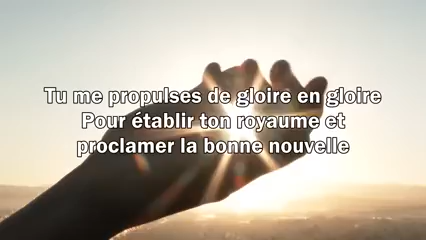 Tu me propulses de gloire en gloire
Pour établir ton royaume et
proclamer la bonne nouvelle